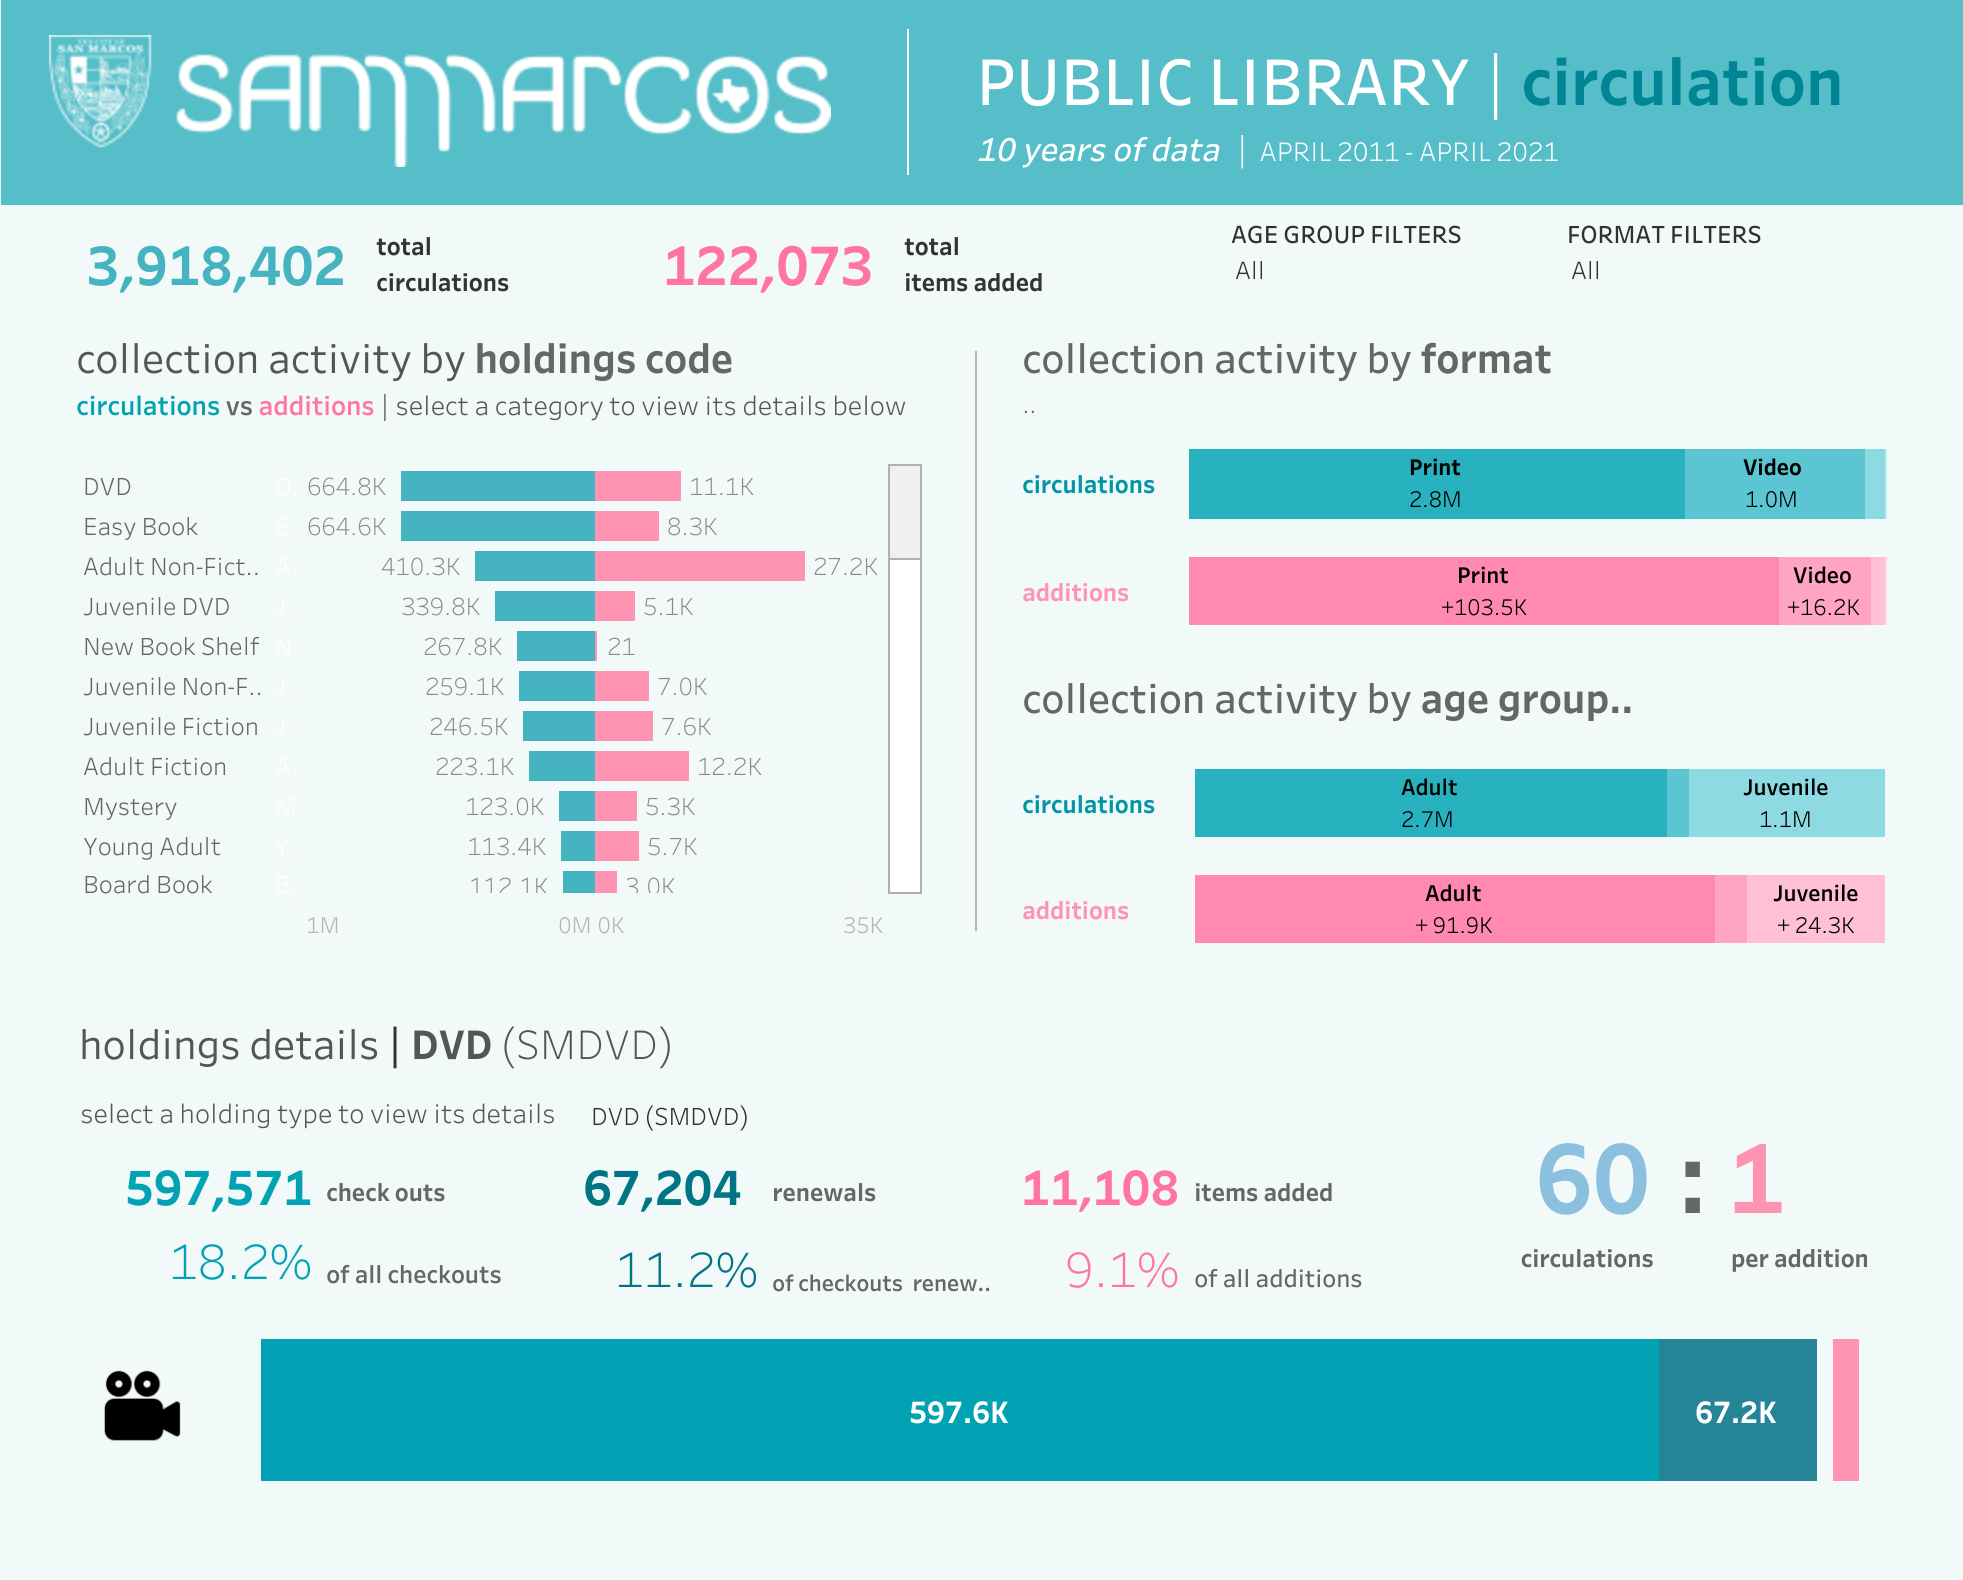 THE CITY OF
SAN MARCOS
SANMARCOS
PUBLIC LIBRARY | circulation
10 years of data | APRIL 2011 - APRIL 2021
3,918,402 total circulations
122,073 total items added
AGE GROUP FILTERS
All
FORMAT FILTERS
All
collection activity by holdings code
circulations vs additions | select a category to view its details below
DVD D. 664.8K 11.1K
Easy Book E.. 664.6K 8.3K
Adult Non-Fict.. A. 410.3K 27.2K
Juvenile DVD J.. 339.8K 5.1K
New Book Shelf N. 267.8K 21
Juvenile Non-F.. J.. 259.1K 7.0K
Juvenile Fiction J.. 246.5K 7.6K
Adult Fiction A. 223.1K 12.2K
Mystery M. 123.0K 5.3K
Young Adult Y.. 113.4K 5.7K
Board Book B. 112.1K 3.0K
1M 0M 0K 35K
collection activity by format
..
circulations
Print 2.8M
Video 1.0M
additions
Print +103.5K
Video +16.2K
collection activity by age group..
circulations
Adult 2.7M
Juvenile 1.1M
additions
Adult + 91.9K
Juvenile + 24.3K
holdings details | DVD (SMDVD)
select a holding type to view its details DVD (SMDVD)
597,571 check outs
18.2% of all checkouts
67,204 renewals
11.2% of checkouts renew..
11,108 items added
9.1% of all additions
60 : 1
circulations per addition
597.6K 67.2K